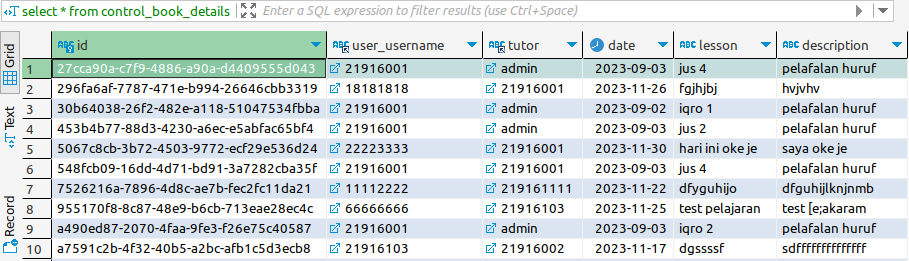 select * from control_book_details Enter a SQL expression to filter results (use Ctrl+Space)
Grid
Text
Record
ABC id ABC user_username ABC tutor date ABC lesson ABC description
1 27cca90a-c7f9-4886-a90a-d4409555d043 21916001 admin 2023-09-03 jus 4 pelafalan huruf
2 296fa6af-7787-471e-b994-26646cbb3319 18181818 21916001 2023-11-26 fgjhjbj hvjvhv
3 30b64038-26f2-482e-a118-51047534fbba 21916001 admin 2023-09-02 iqro 1 pelafalan huruf
4 453b4b77-88d3-4230-a6ec-e5abfac65bf4 21916001 admin 2023-09-03 jus 2 pelafalan huruf
5 5067c8cb-3b72-4503-9772-ecf29e536d24 22223333 21916001 2023-11-30 hari ini oke je saya oke je
6 548fcb09-16dd-4d71-bd91-3a7282cba35f 21916001 admin 2023-09-03 jus 4 pelafalan huruf
7 7526216a-7896-4d8c-ae7b-fec2fc11da21 11112222 219161111 2023-11-22 dfyguhijo dfguhijlknjnmb
8 955170f8-8c87-48e9-b6cb-713eae28ec4c 66666666 21916103 2023-11-25 test pelajaran test [e;akaram
9 a490ed87-2070-4faa-9fe3-f26e75c40587 21916001 admin 2023-09-03 iqro 2 pelafalan huruf
10 a7591c2b-4f32-40b5-a2bc-afb1c5d3ecb8 21916103 21916002 2023-11-17 dgssssf sdffffffffffffff